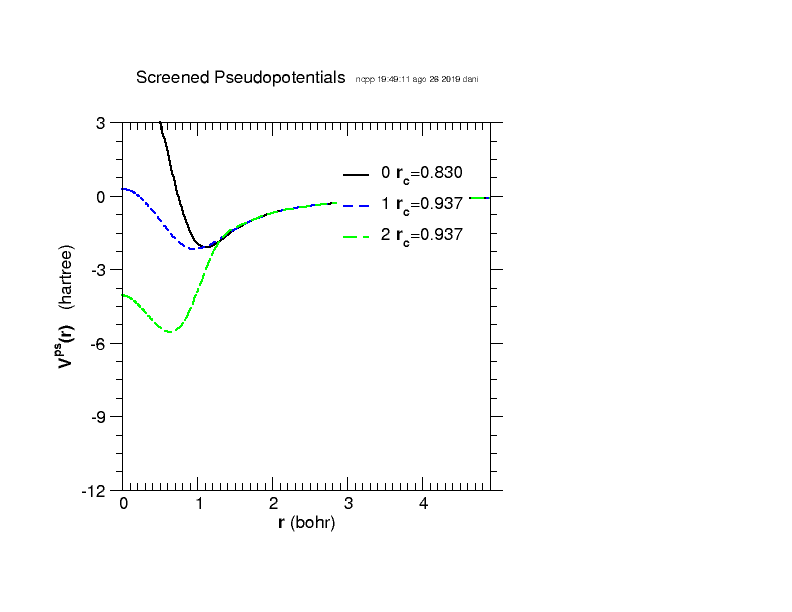 Screened Pseudopotentials ncpp 19:49:11 ago 26 2019 dani
3
0
-3
-6
-9
-12
0 1 2 3 4
r (bohr)
V^ps(r) (hartree)
0 r_c=0.830
1 r_c=0.937
2 r_c=0.937